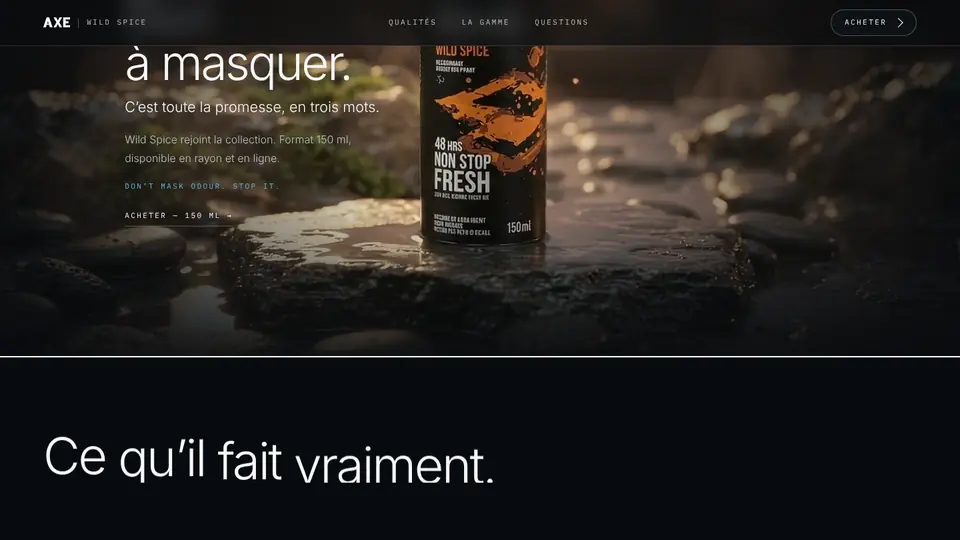 AXE | WILD SPICE
QUALITÉS
LA GAMME
QUESTIONS
ACHETER
à masquer.
C'est toute la promesse, en trois mots.
Wild Spice rejoint la collection. Format 150 ml,
disponible en rayon et en ligne.
DON'T MASK ODOUR. STOP IT.
ACHETER — 150 ML →
WILD SPICE
48 HRS
NON STOP
FRESH
150ml
Ce qu'il fait vraiment.